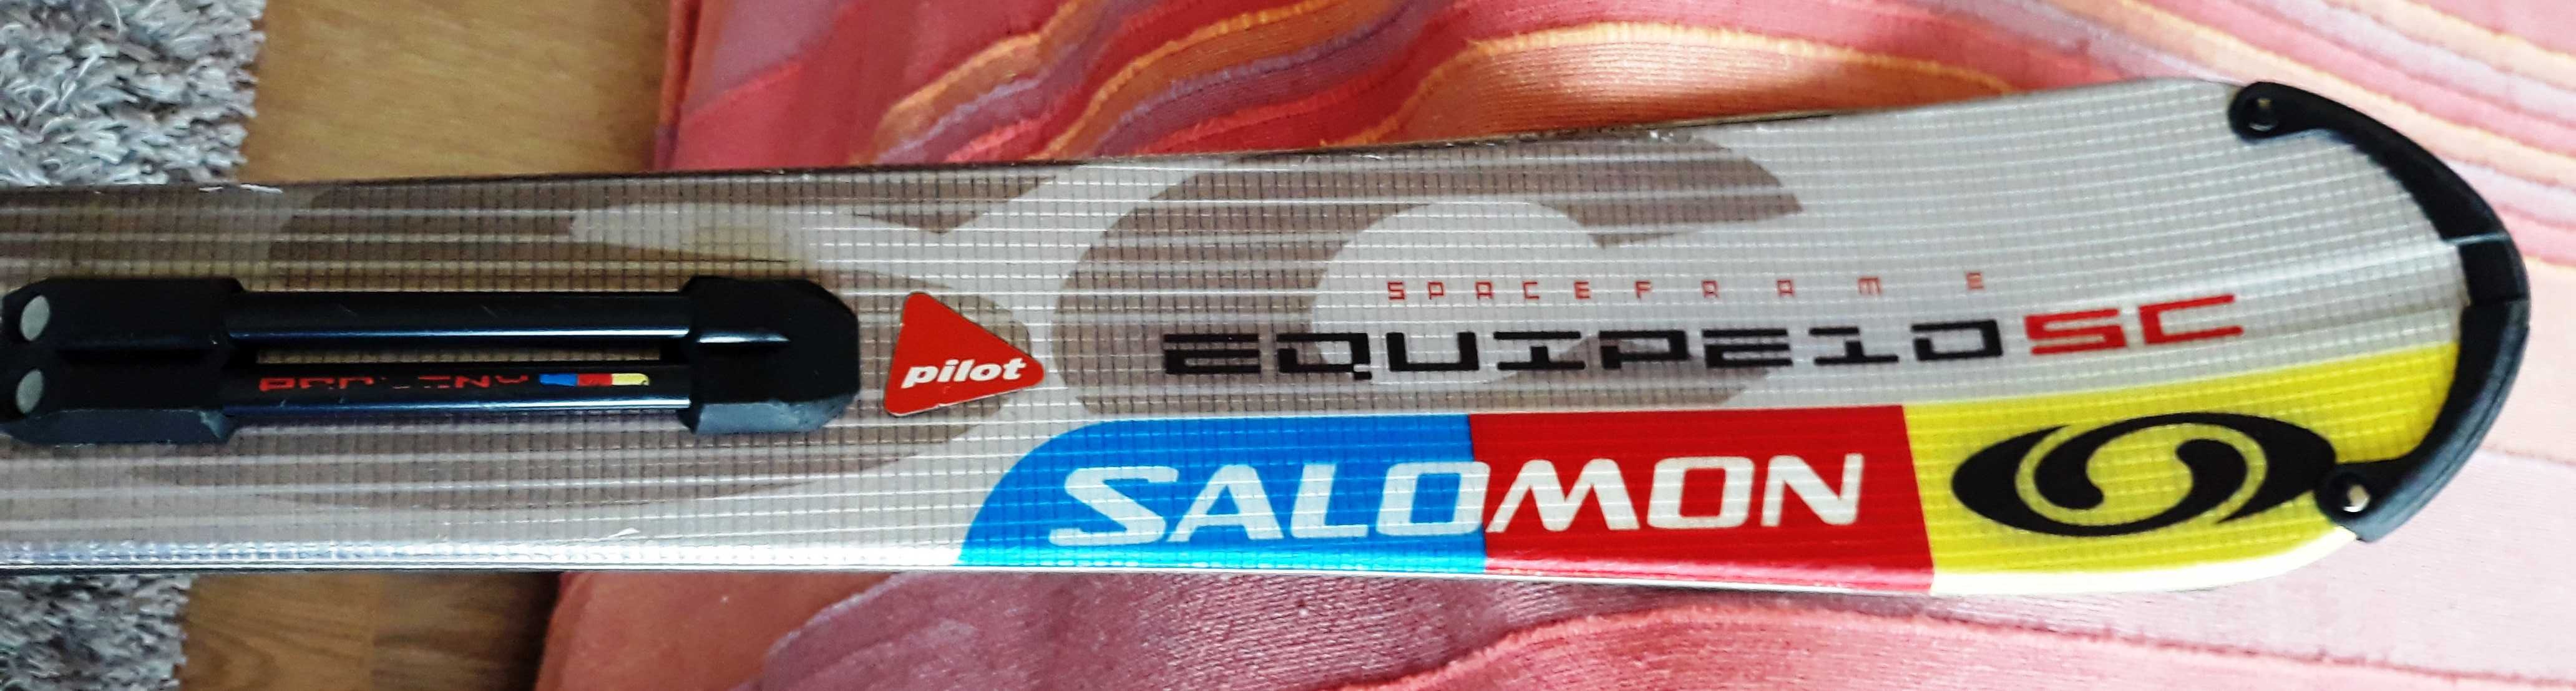 SPACEFRAME
EQUIPE10SC
pilot
SALOMON